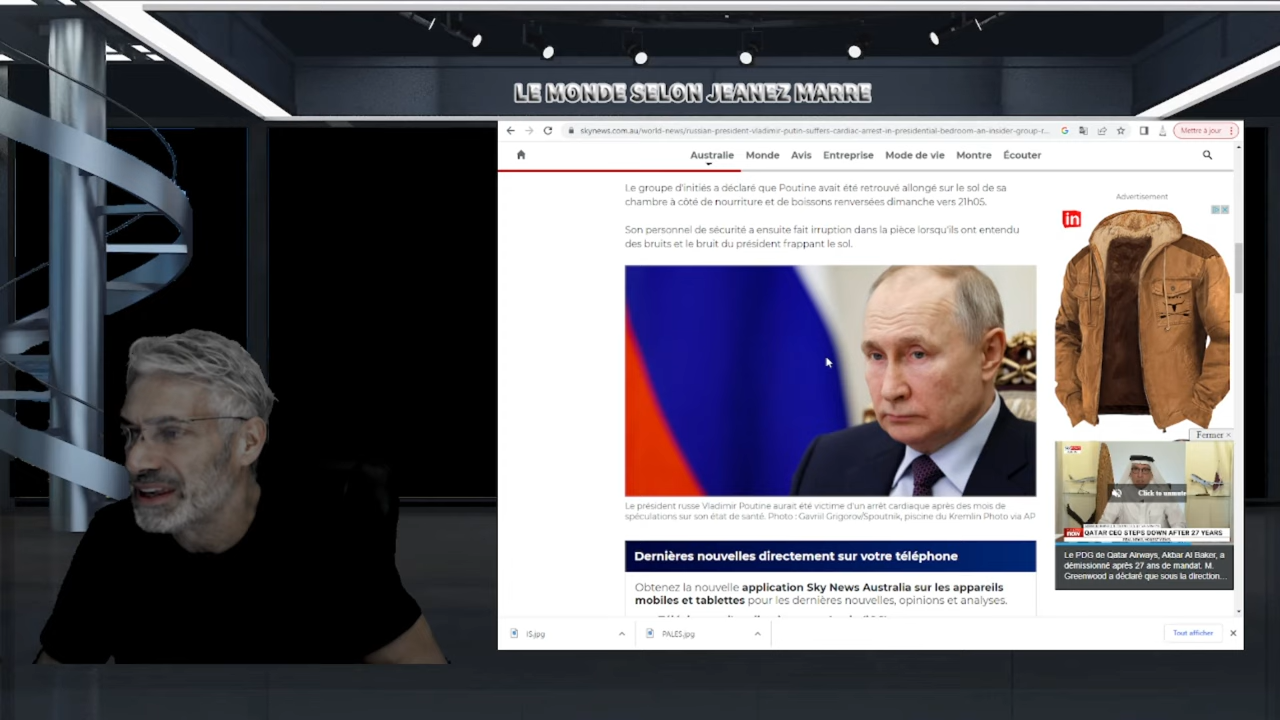 LE MONDE SELON JEANEZ MARRE
skynews.com.au/world-news/russian-president-vladimir-putin-suffers-cardiac-arrest-in-presidential-bedroom-an-insider-group-r...
Mettre à jour
Australie Monde Avis Entreprise Mode de vie Montre Écouter
Le groupe d'initiés a déclaré que Poutine avait été retrouvé allongé sur le sol de sa
chambre à côté de nourriture et de boissons renversées dimanche vers 21h05.
Son personnel de sécurité a ensuite fait irruption dans la pièce lorsqu'ils ont entendu
des bruits et le bruit du président frappant le sol.
Le président russe Vladimir Poutine aurait été victime d'un arrêt cardiaque après des mois de
spéculations sur son état de santé. Photo : Gavriil Grigorov/Spoutnik, piscine du Kremlin Photo via AP
Dernières nouvelles directement sur votre téléphone
Obtenez la nouvelle application Sky News Australia sur les appareils
mobiles et tablettes pour les dernières nouvelles, opinions et analyses.
Advertisement
in
Fermer ×
Click to unmute
QATAR CEO STEPS DOWN AFTER 27 YEARS
Le PDG de Qatar Airways, Akbar Al Baker, a
démissionné après 27 ans de mandat. M.
Greenwood a déclaré que sous la direction...
IS.jpg
PALES.jpg
Tout afficher